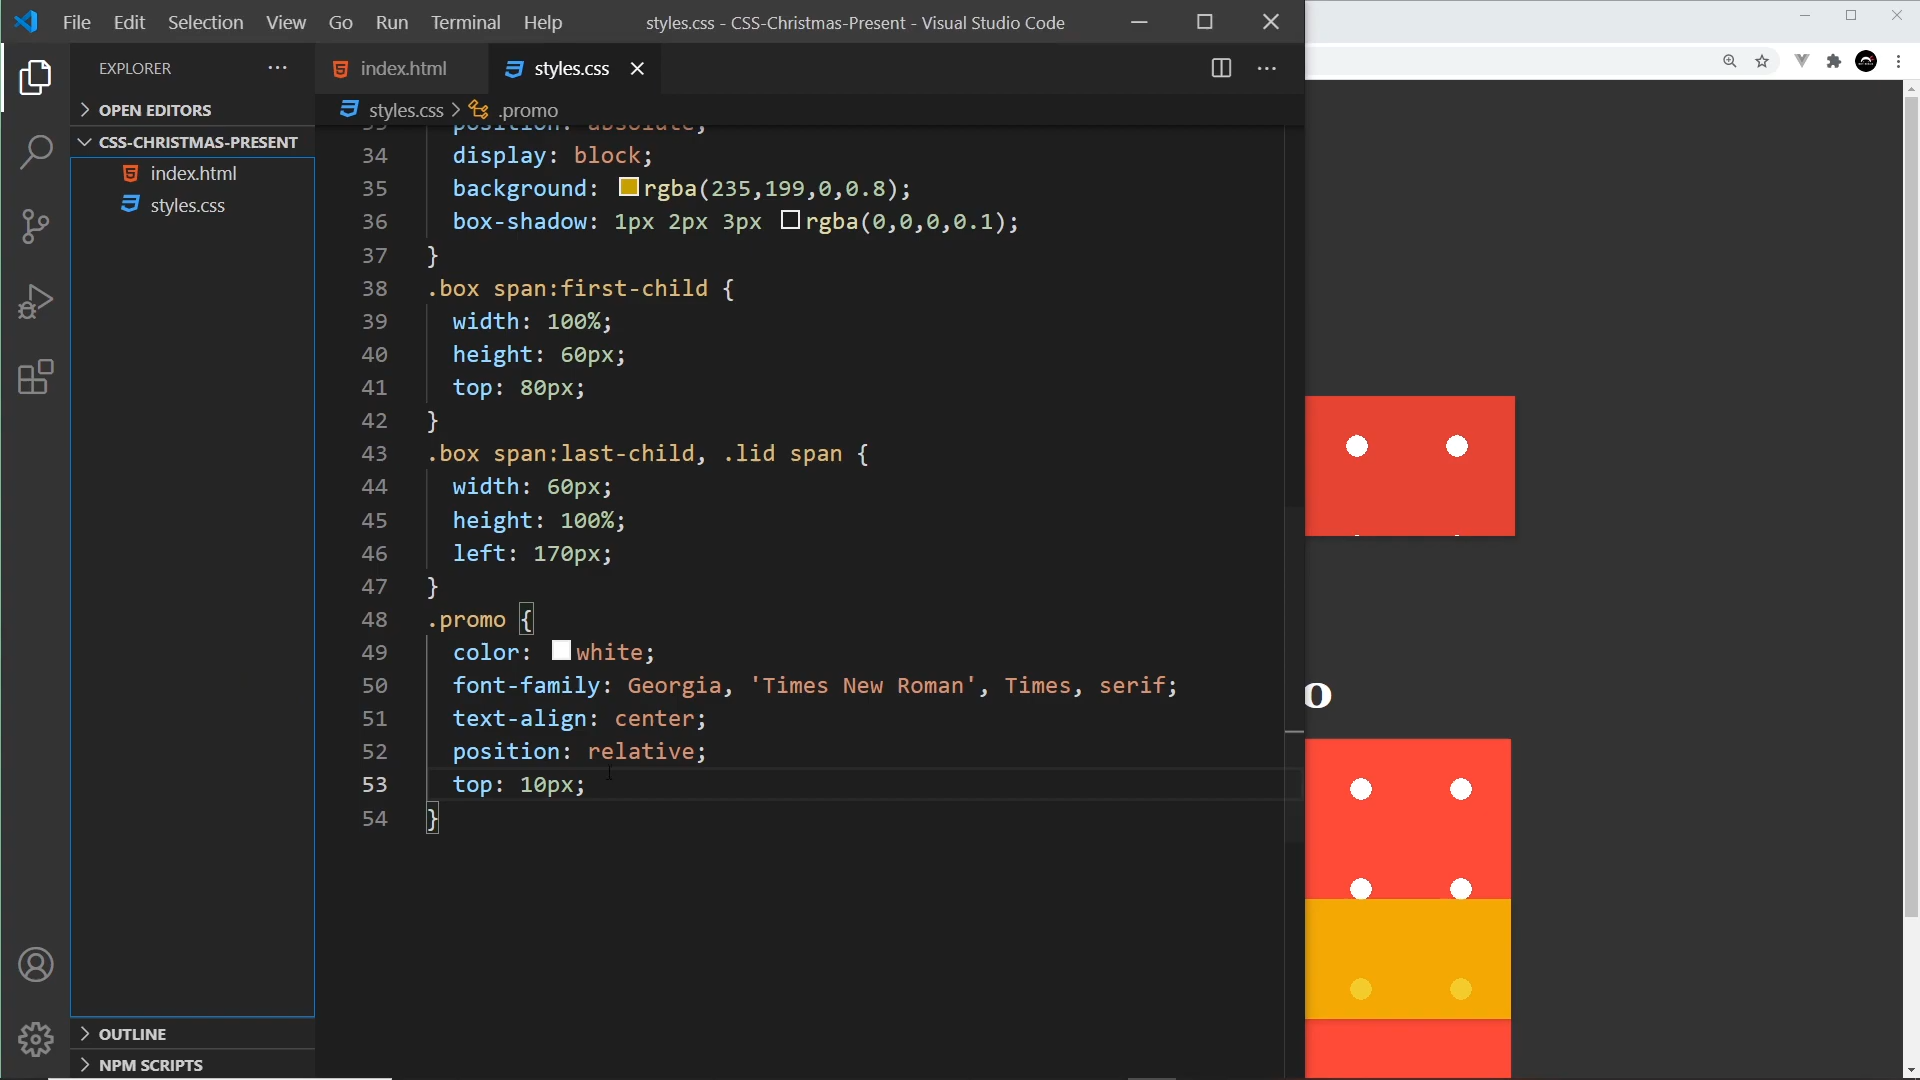 File Edit Selection View Go Run Terminal Help
styles.css - CSS-Christmas-Present - Visual Studio Code
EXPLORER
index.html
styles.css
OPEN EDITORS
CSS-CHRISTMAS-PRESENT
index.html
styles.css
OUTLINE
NPM SCRIPTS
styles.css > .promo
33 position: absolute;
34 display: block;
35 background: rgba(235,199,0,0.8);
36 box-shadow: 1px 2px 3px rgba(0,0,0,0.1);
37 }
38 .box span:first-child {
39 width: 100%;
40 height: 60px;
41 top: 80px;
42 }
43 .box span:last-child, .lid span {
44 width: 60px;
45 height: 100%;
46 left: 170px;
47 }
48 .promo {
49 color: white;
50 font-family: Georgia, 'Times New Roman', Times, serif;
51 text-align: center;
52 position: relative;
53 top: 10px;
54 }
o